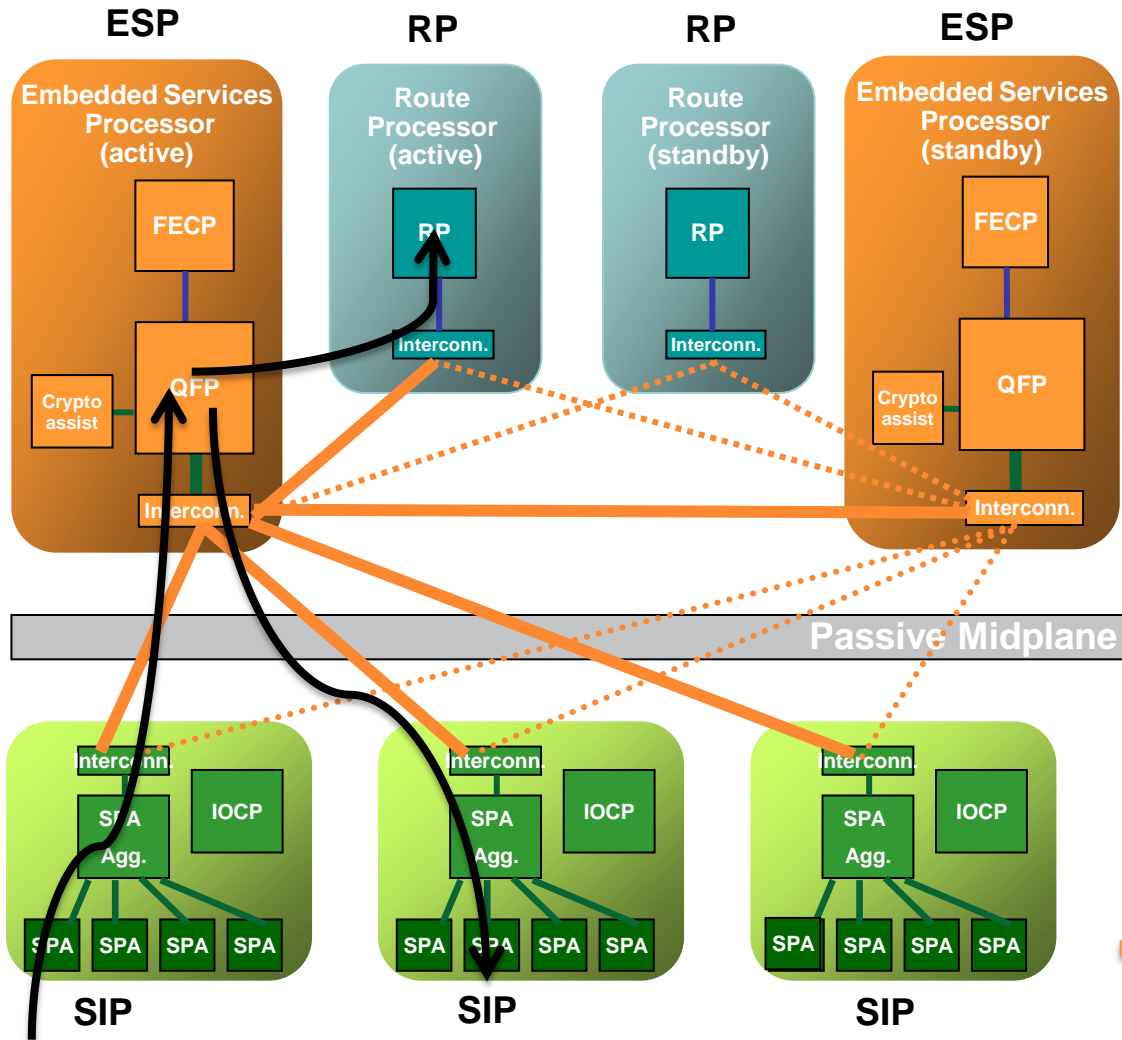 ESP
RP
RP
ESP
Embedded Services
Processor
(active)
FECP
QFP
Crypto
assist
Interconn.
Route
Processor
(active)
RP
Interconn.
Route
Processor
(standby)
RP
Interconn.
Embedded Services
Processor
(standby)
FECP
QFP
Crypto
assist
Interconn.
Passive Midplane
Interconn.
SPA
Agg.
IOCP
SPA
SPA
SPA
SPA
SIP
Interconn.
SPA
Agg.
IOCP
SPA
SPA
SPA
SPA
SIP
Interconn.
SPA
Agg.
IOCP
SPA
SPA
SPA
SPA
SIP